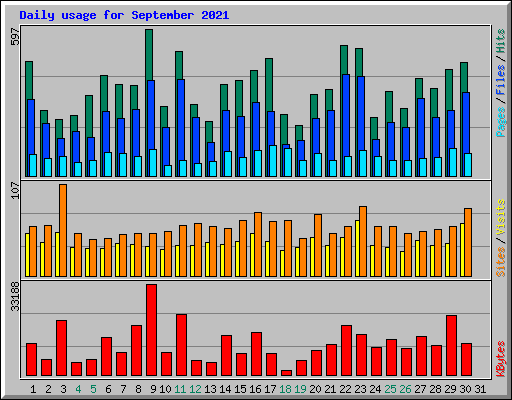 Daily usage for September 2021
597
Pages / Files / Hits
107
Sites / Visits
33188
KBytes
1 2 3 4 5 6 7 8 9 10 11 12 13 14 15 16 17 18 19 20 21 22 23 24 25 26 27 28 29 30 31